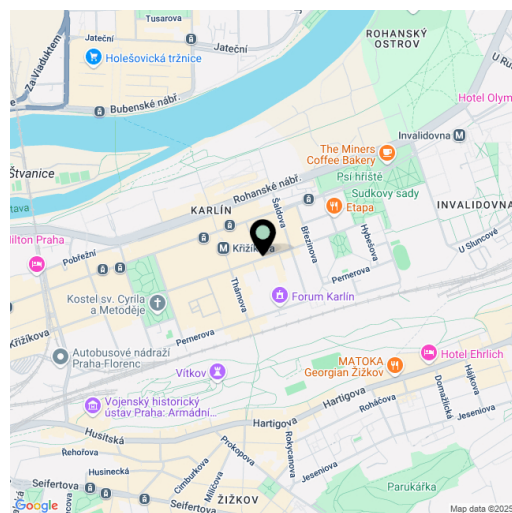 Tusarova
Jateční
Jateční
ROHANSKÝ
OSTROV
Za Viaduktem
Holešovická tržnice
U Ru
Bubenské nábř.
Hotel Olym
Invalidovna
The Miners
Coffee Bakery
Štvanice
Psí hřiště
Rohanské nábř.
Sudkovy sady
tava
KARLÍN
Šaldova
Etapa
INVALIDOVNA
Hilton Praha
Pobřežní
Křižíkova
Březinova
Hybešova
U Sluncové
Pernerova
Kostel sv. Cyrila
a Metoděje
Thámova
Forum Karlín
Křižíkova
Pernerova
Autobusové nádraží
Praha-Florenc
Hotel Ehrlich
Vítkov
MATOKA
Georgian Žižkov
Hájkova
Domažlická
Vojenský historický
ústav Praha: Armádní…
Roháčova
Jeseniova
Hartigova
Hartigova
Husitská
Rokycanova
Řehořova
Prokopova
Jeseniova
Husinecká
Cimburkova
Milíčova
Seifertova
Seifertova
Parukářka
ŽIŽKOV
Google
Map data ©2025